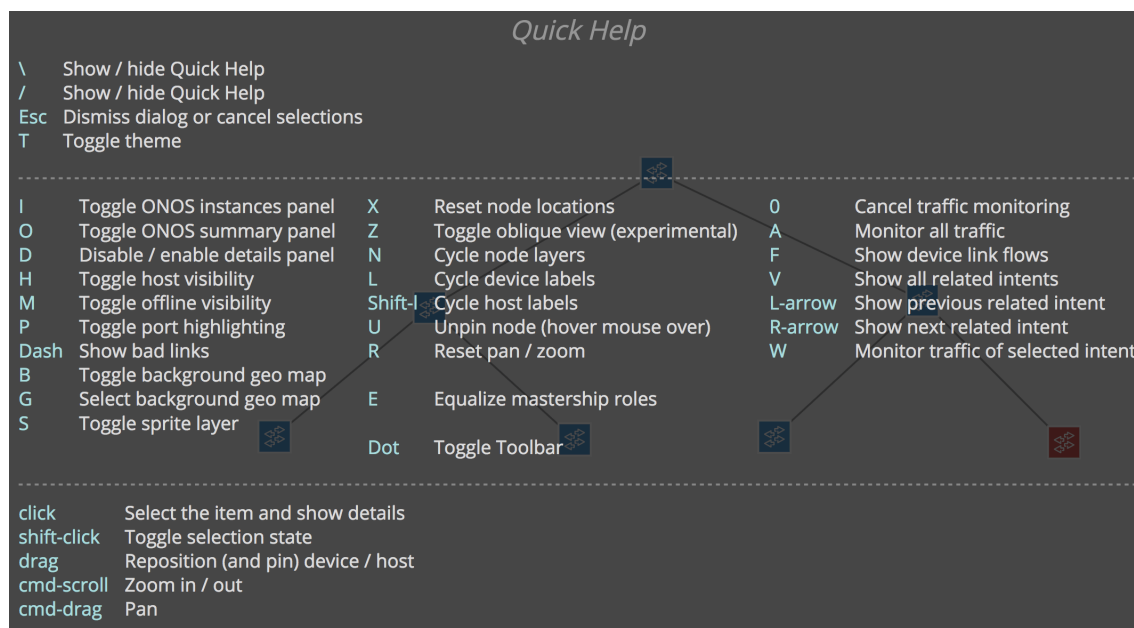 Quick Help
\ Show / hide Quick Help
/ Show / hide Quick Help
Esc Dismiss dialog or cancel selections
T Toggle theme
I Toggle ONOS instances panel
O Toggle ONOS summary panel
D Disable / enable details panel
H Toggle host visibility
M Toggle offline visibility
P Toggle port highlighting
Dash Show bad links
B Toggle background geo map
G Select background geo map
S Toggle sprite layer
X Reset node locations
Z Toggle oblique view (experimental)
N Cycle node layers
L Cycle device labels
Shift-l Cycle host labels
U Unpin node (hover mouse over)
R Reset pan / zoom
E Equalize mastership roles
Dot Toggle Toolbar
0 Cancel traffic monitoring
A Monitor all traffic
F Show device link flows
V Show all related intents
L-arrow Show previous related intent
R-arrow Show next related intent
W Monitor traffic of selected intent
click Select the item and show details
shift-click Toggle selection state
drag Reposition (and pin) device / host
cmd-scroll Zoom in / out
cmd-drag Pan